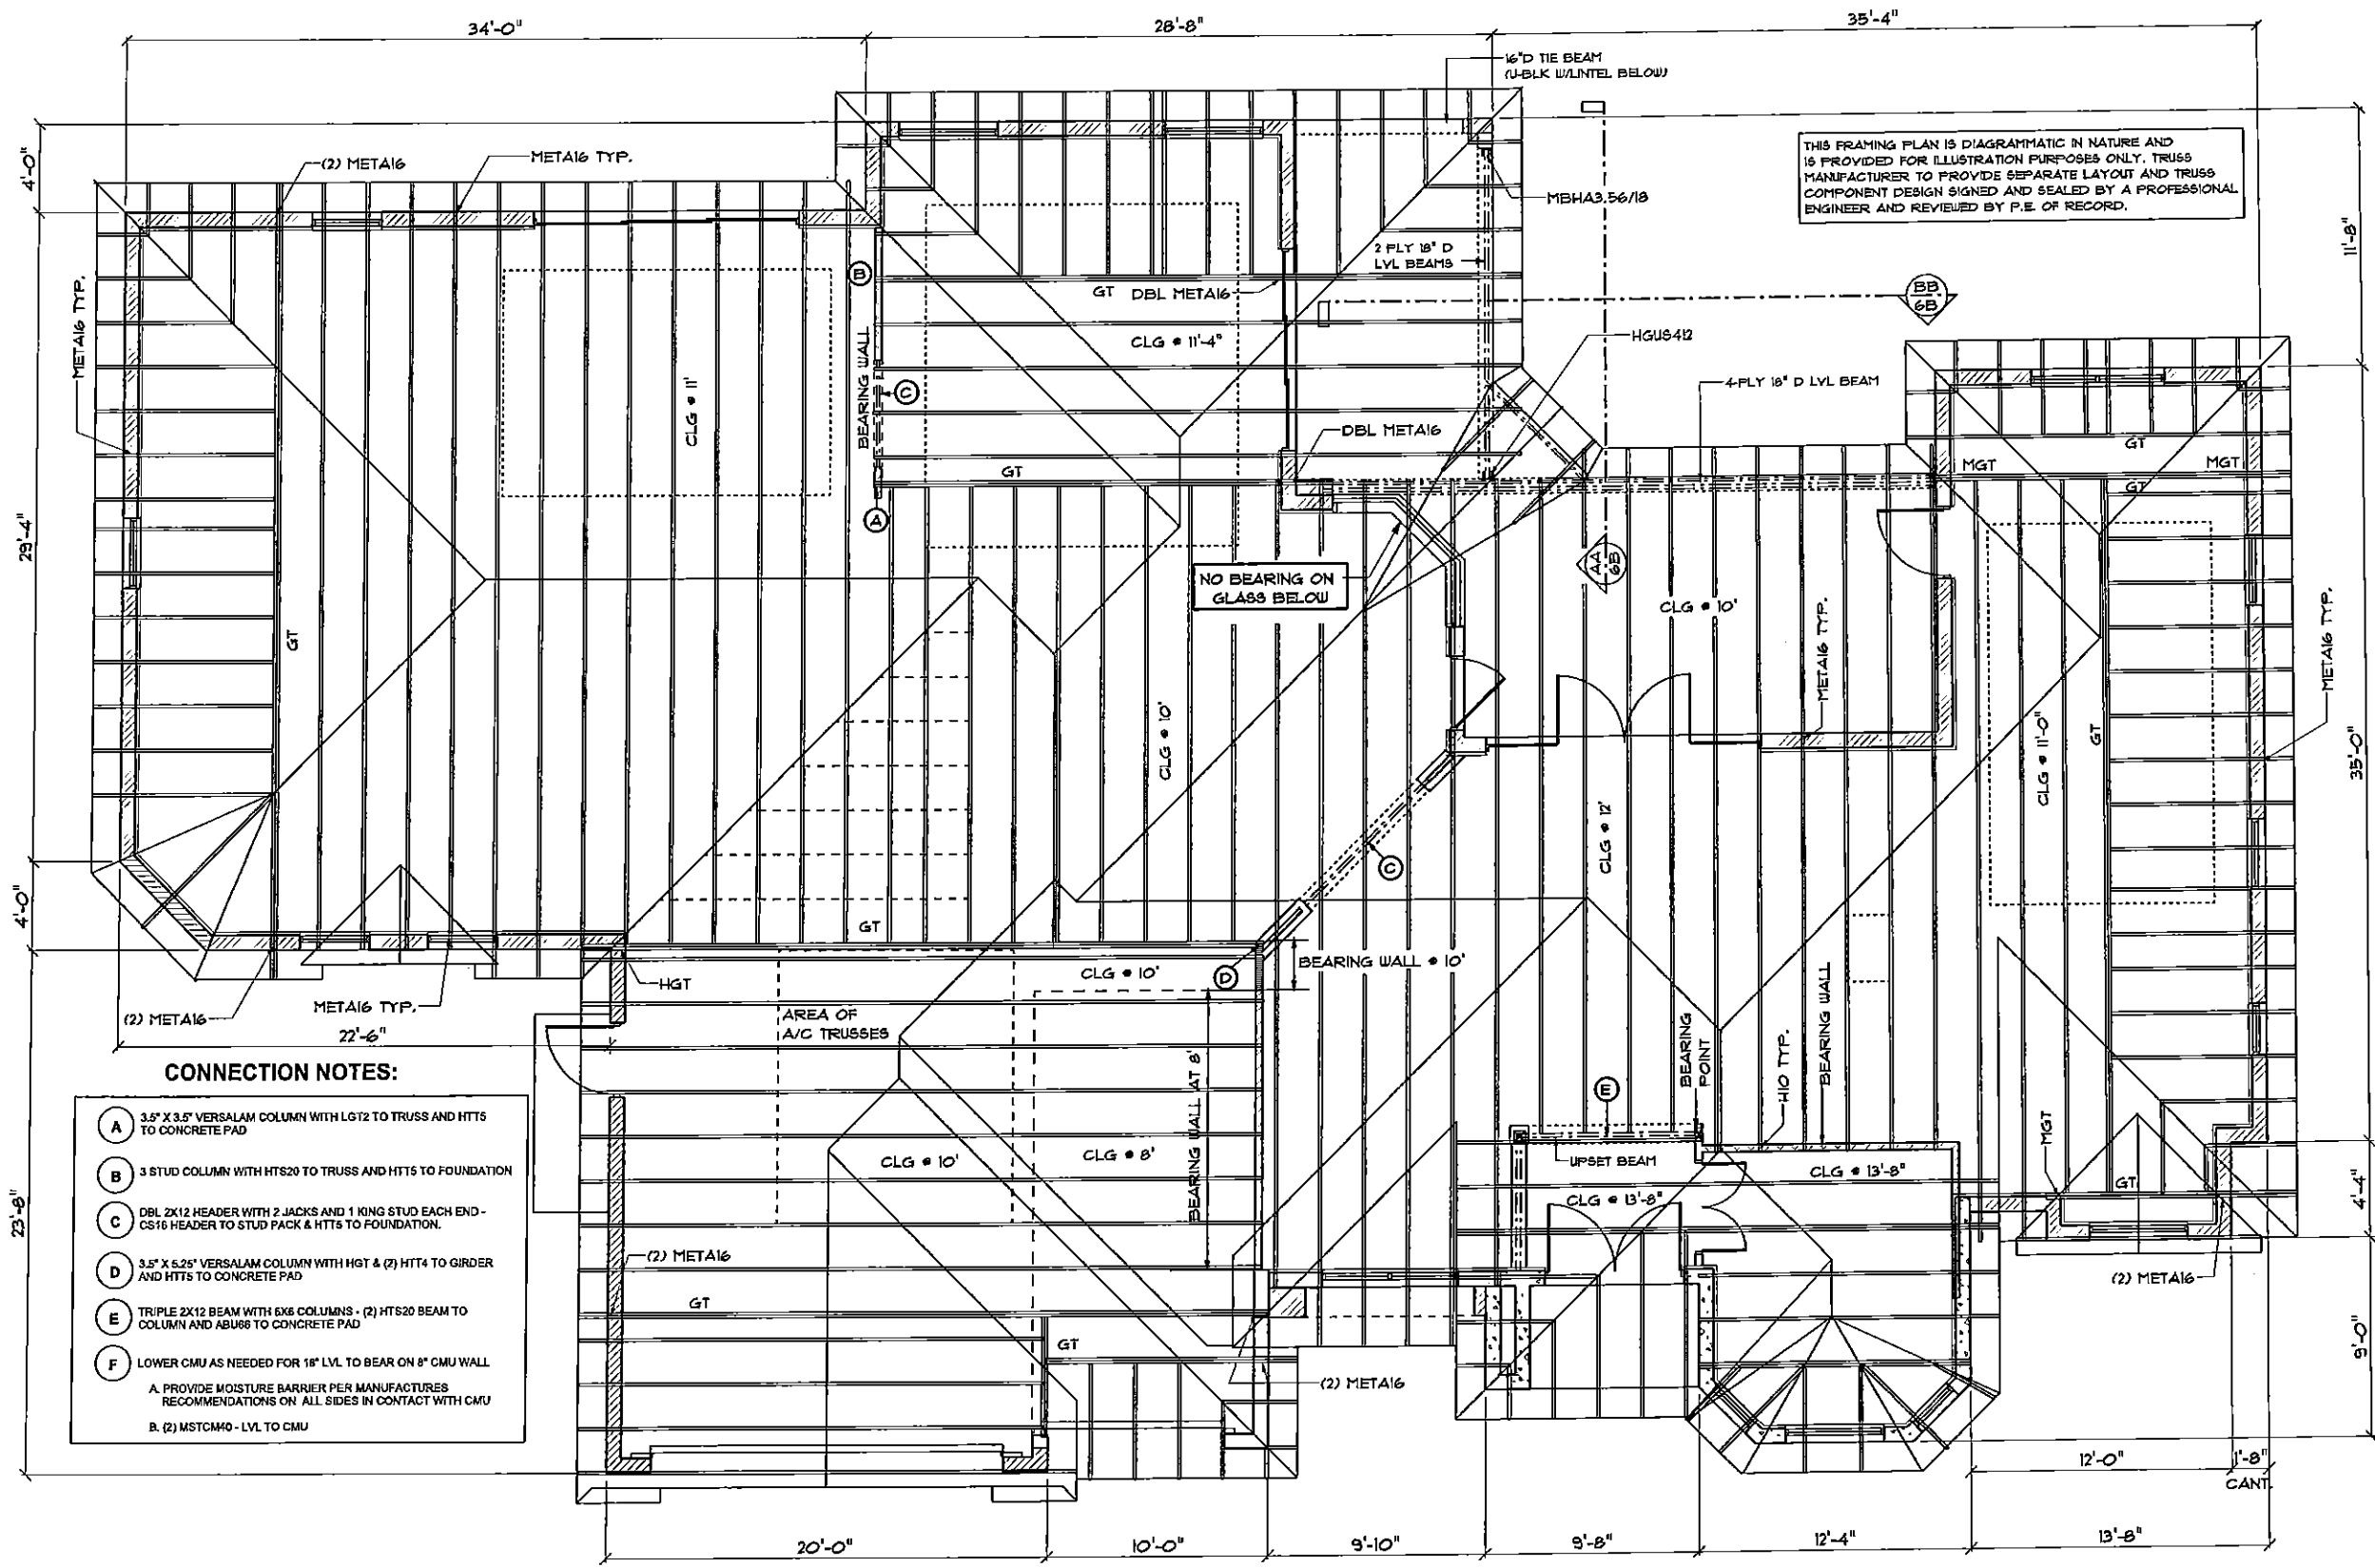 34'-0"
28'-8"
35'-4"
16"D TIE BEAM
(U-BLK W/LINTEL BELOW)
THIS FRAMING PLAN IS DIAGRAMMATIC IN NATURE AND
IS PROVIDED FOR ILLUSTRATION PURPOSES ONLY. TRUSS
MANUFACTURER TO PROVIDE SEPARATE LAYOUT AND TRUSS
COMPONENT DESIGN SIGNED AND SEALED BY A PROFESSIONAL
ENGINEER AND REVIEWED BY P.E. OF RECORD.
4'-0"
(2) META16
META16 TYP.
MBHA3.56/18
11'-8"
2 PLY 18" D
LVL BEAMS
META16 TYP.
B
GT
DBL META16
BB
6B
BEARING WALL
CLG @ 11'-4"
HGUS412
CLG @ 11'
C
4-PLY 18" D LVL BEAM
DBL META16
GT
GT
MGT
MGT
GT
A
29'-4"
NO BEARING ON
GLASS BELOW
AA
6B
CLG @ 10'
GT
META16 TYP.
META16 TYP.
CLG @ 10'
CLG @ 11'-0"
GT
35'-0"
CLG @ 12'
C
4'-0"
GT
CLG @ 10'
D
BEARING WALL @ 10'
HGT
(2) META16
META16 TYP.
AREA OF
A/C TRUSSES
22'-6"
BEARING
POINT
H10 TYP.
BEARING WALL
CONNECTION NOTES:
A
3.5" X 3.5" VERSALAM COLUMN WITH LGT2 TO TRUSS AND HTT5
TO CONCRETE PAD
B
3 STUD COLUMN WITH HTS20 TO TRUSS AND HTT5 TO FOUNDATION
C
DBL 2X12 HEADER WITH 2 JACKS AND 1 KING STUD EACH END -
CS16 HEADER TO STUD PACK & HTT5 TO FOUNDATION.
D
3.5" X 5.25" VERSALAM COLUMN WITH HGT & (2) HTT4 TO GIRDER
AND HTT5 TO CONCRETE PAD
E
TRIPLE 2X12 BEAM WITH 6X6 COLUMNS - (2) HTS20 BEAM TO
COLUMN AND ABU66 TO CONCRETE PAD
F
LOWER CMU AS NEEDED FOR 18" LVL TO BEAR ON 8" CMU WALL
A. PROVIDE MOISTURE BARRIER PER MANUFACTURES
RECOMMENDATIONS ON ALL SIDES IN CONTACT WITH CMU
B. (2) MSTCM40 - LVL TO CMU
E
BEARING WALL AT 8'
MGT
CLG @ 10'
CLG @ 8'
UPSET BEAM
CLG @ 13'-8"
CLG @ 13'-8"
GT
4'-4"
23'-8"
(2) META16
(2) META16
GT
GT
(2) META16
9'-0"
12'-0"
1'-8"
CANT.
20'-0"
10'-0"
9'-10"
9'-8"
12'-4"
13'-8"